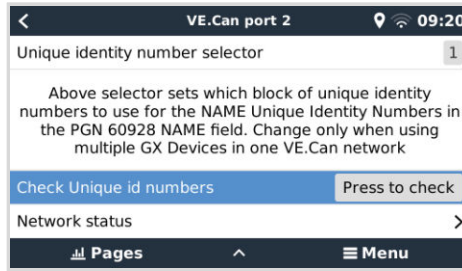 VE.Can port 2
09:20
Unique identity number selector
1
Above selector sets which block of unique identity
numbers to use for the NAME Unique Identity Numbers in
the PGN 60928 NAME field. Change only when using
multiple GX Devices in one VE.Can network
Check Unique id numbers
Press to check
Network status
Pages
Menu